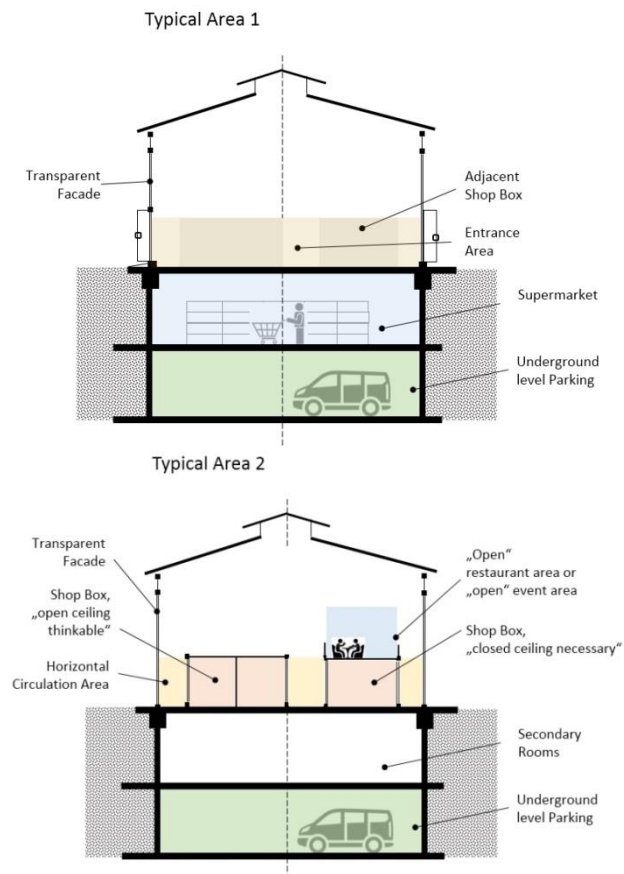 Typical Area 1
Transparent
Facade
Adjacent
Shop Box
Entrance
Area
Supermarket
Underground
level Parking
Typical Area 2
Transparent
Facade
Shop Box,
„open ceiling
thinkable“
Horizontal
Circulation Area
„Open“
restaurant area or
„open“ event area
Shop Box,
„closed ceiling necessary“
Secondary
Rooms
Underground
level Parking